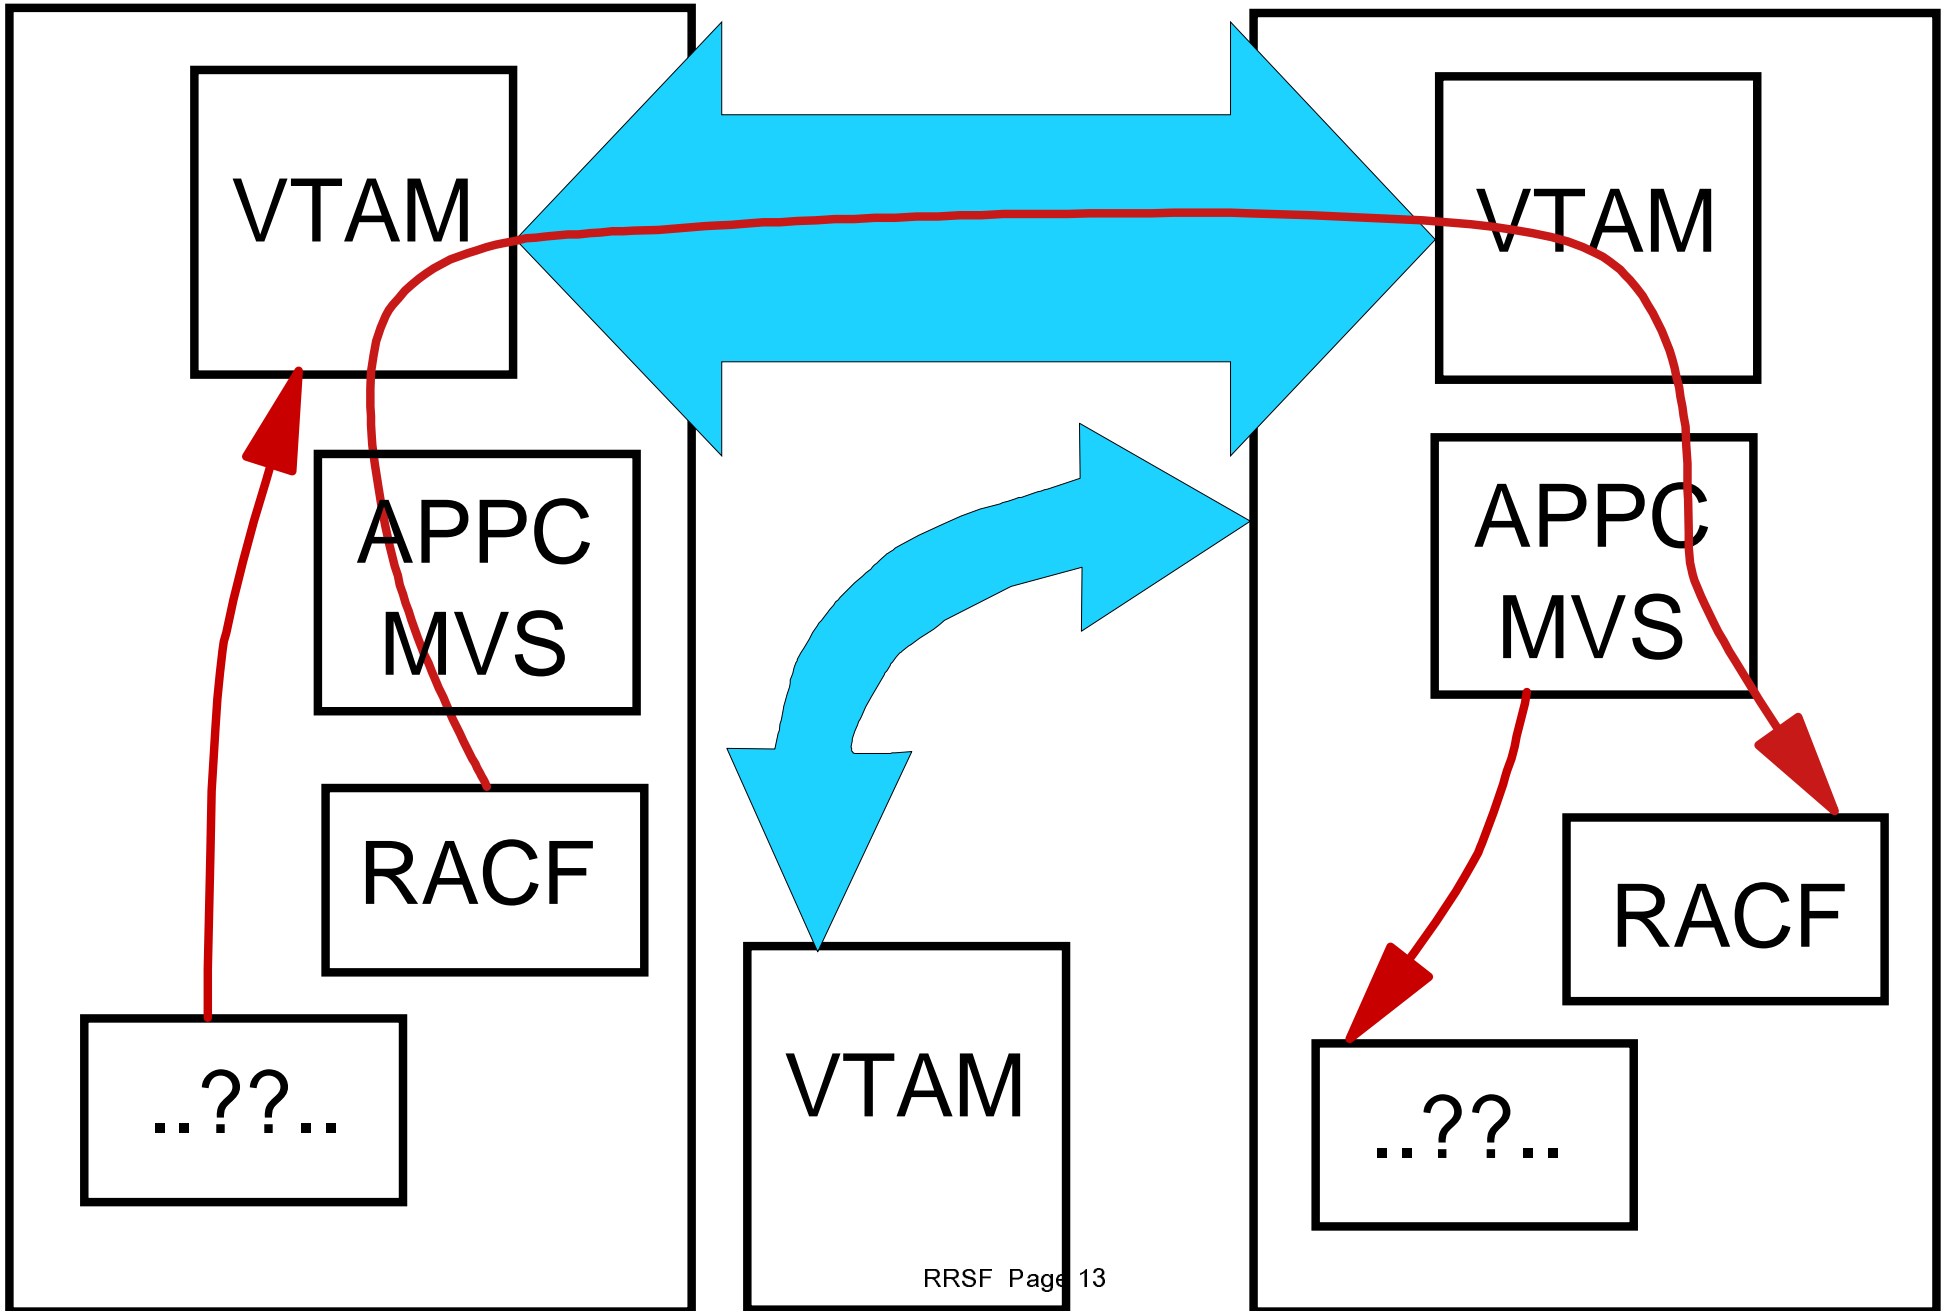 VTAM
APPC
MVS
RACF
..??..
VTAM
VTAM
APPC
MVS
RACF
..??..
RRSF Page 13